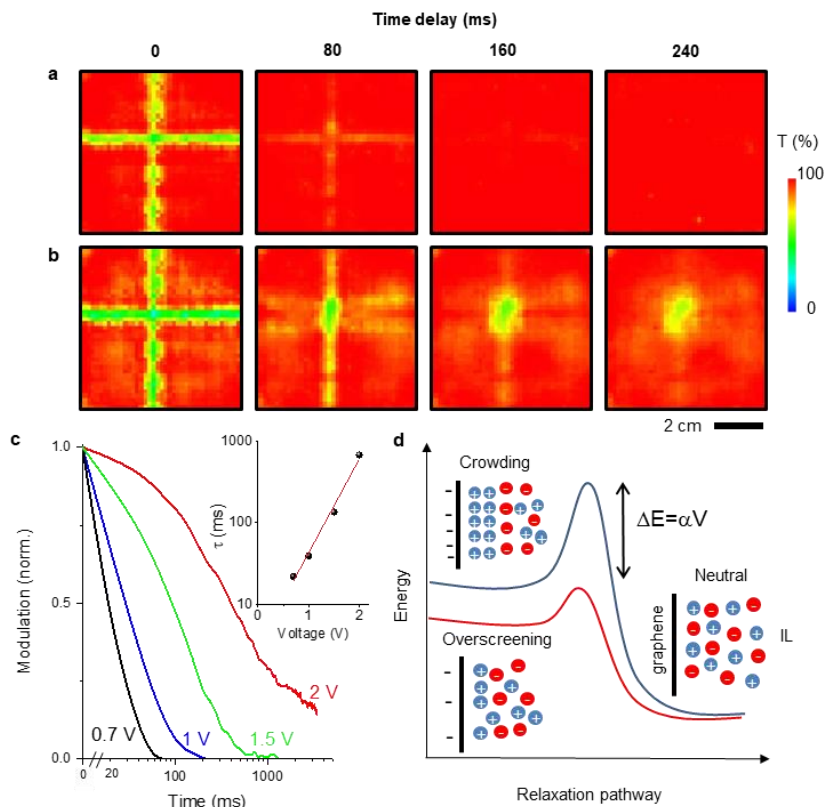 Time delay (ms)
0 80 160 240
a
T (%)
100
0
b
2 cm
c
1.0
0.5
0.0
Modulation (norm.)
0 20 100 1000
Time (ms)
0.7 V
1 V
1.5 V
2 V
1000
100
10
τ (ms)
0 1 2
Voltage (V)
d
Crowding
ΔE=αV
Neutral
graphene
IL
Overscreening
Energy
Relaxation pathway